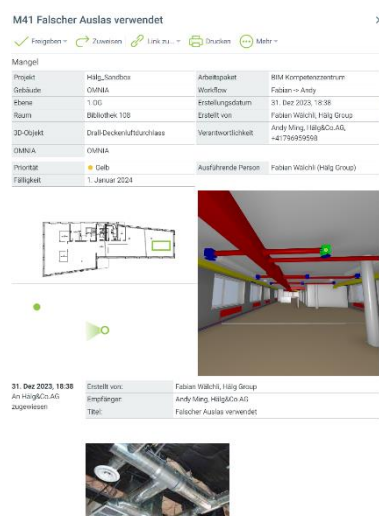 M41 Falscher Auslas verwendet
Freigeben
Zuweisen
Link zu...
Drucken
Mehr
Mangel
Projekt Hälg_Sandbox Arbeitspaket BIM Kompetenzzentrum
Gebäude OMNIA Workflow Fabian -> Andy
Ebene 1.OG Erstellungsdatum 31. Dez 2023, 18:38
Raum Bibliothek 108 Erstellt von Fabian Wälchli, Hälg Group
3D-Objekt Drall-Deckenluftdurchlass Verantwortlichkeit Andy Ming, Hälg&Co.AG,
+41796959598
OMNIA OMNIA
Priorität Gelb Ausführende Person Fabian Wälchli (Hälg Group)
Fälligkeit 1. Januar 2024
31. Dez 2023, 18:38 Erstellt von: Fabian Wälchli, Hälg Group
An Hälg&Co.AG Empfänger: Andy Ming, Hälg&Co.AG
zugewiesen Titel: Falscher Auslas verwendet